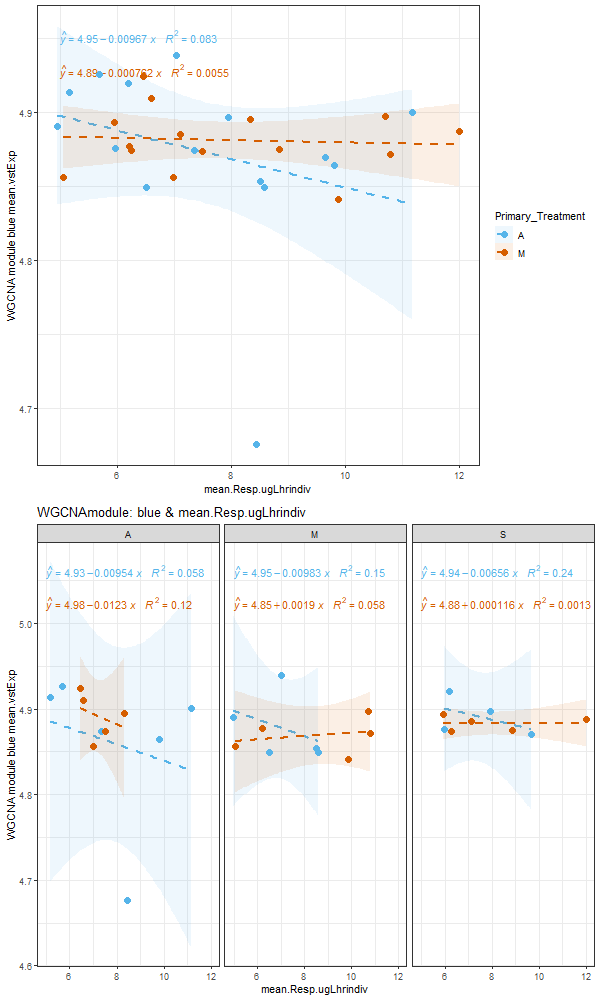 ŷ = 4.95 − 0.00967 x   R² = 0.083
ŷ = 4.89 − 0.000762 x   R² = 0.0055
4.9
4.8
4.7
WGCNA module blue mean.vstExp
6 8 10 12
mean.Resp.ugLhrindiv
Primary_Treatment
A
M
WGCNAmodule: blue & mean.Resp.ugLhrindiv
A M S
ŷ = 4.93 − 0.00954 x   R² = 0.058
ŷ = 4.98 − 0.0123 x   R² = 0.12
ŷ = 4.95 − 0.00983 x   R² = 0.15
ŷ = 4.85 + 0.0019 x   R² = 0.058
ŷ = 4.94 − 0.00656 x   R² = 0.24
ŷ = 4.88 + 0.000116 x   R² = 0.0013
5.0
4.9
4.8
4.7
4.6
WGCNA module blue mean.vstExp
6 8 10 12 6 8 10 12 6 8 10 12
mean.Resp.ugLhrindiv